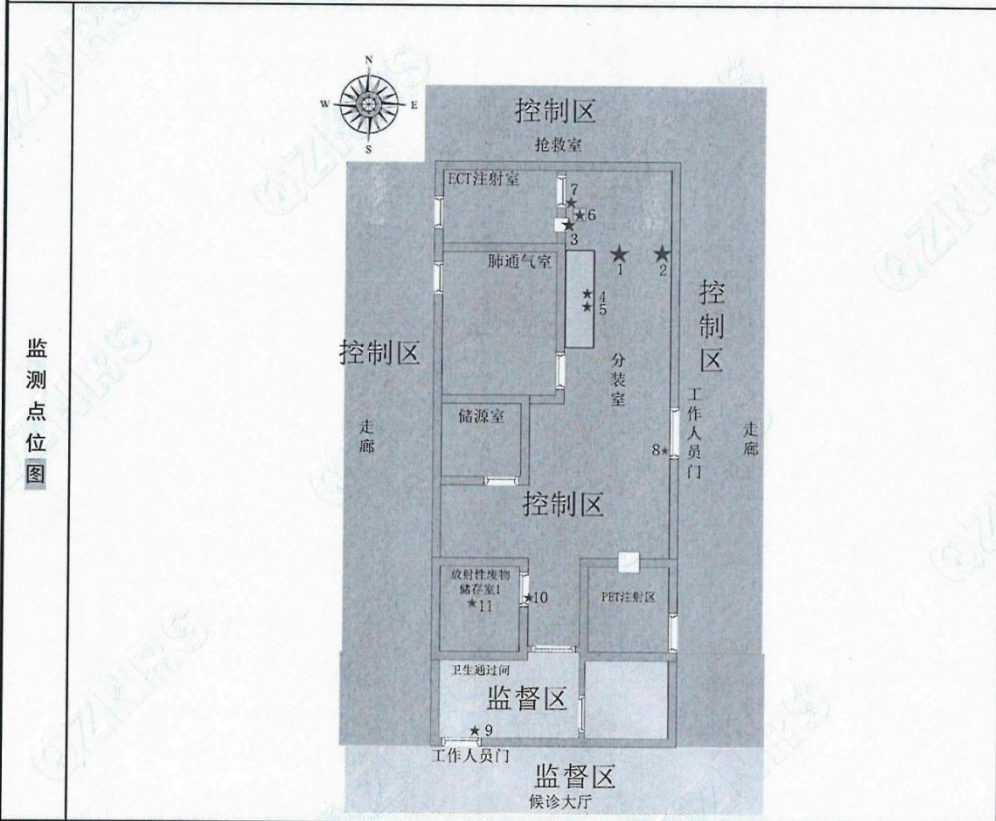 监测点位图
N
W
E
S
控制区
抢救室
ECT注射室
7
6
3
肺通气室
1
2
4
5
控制区
控制区
分装室
工作人员门
储源室
走廊
走廊
8
控制区
放射性废物
储存室1
11
10
PET注射区
卫生通过间
监督区
9
工作人员门
监督区
候诊大厅
QZKHRS
QZKHRS
QZKHRS